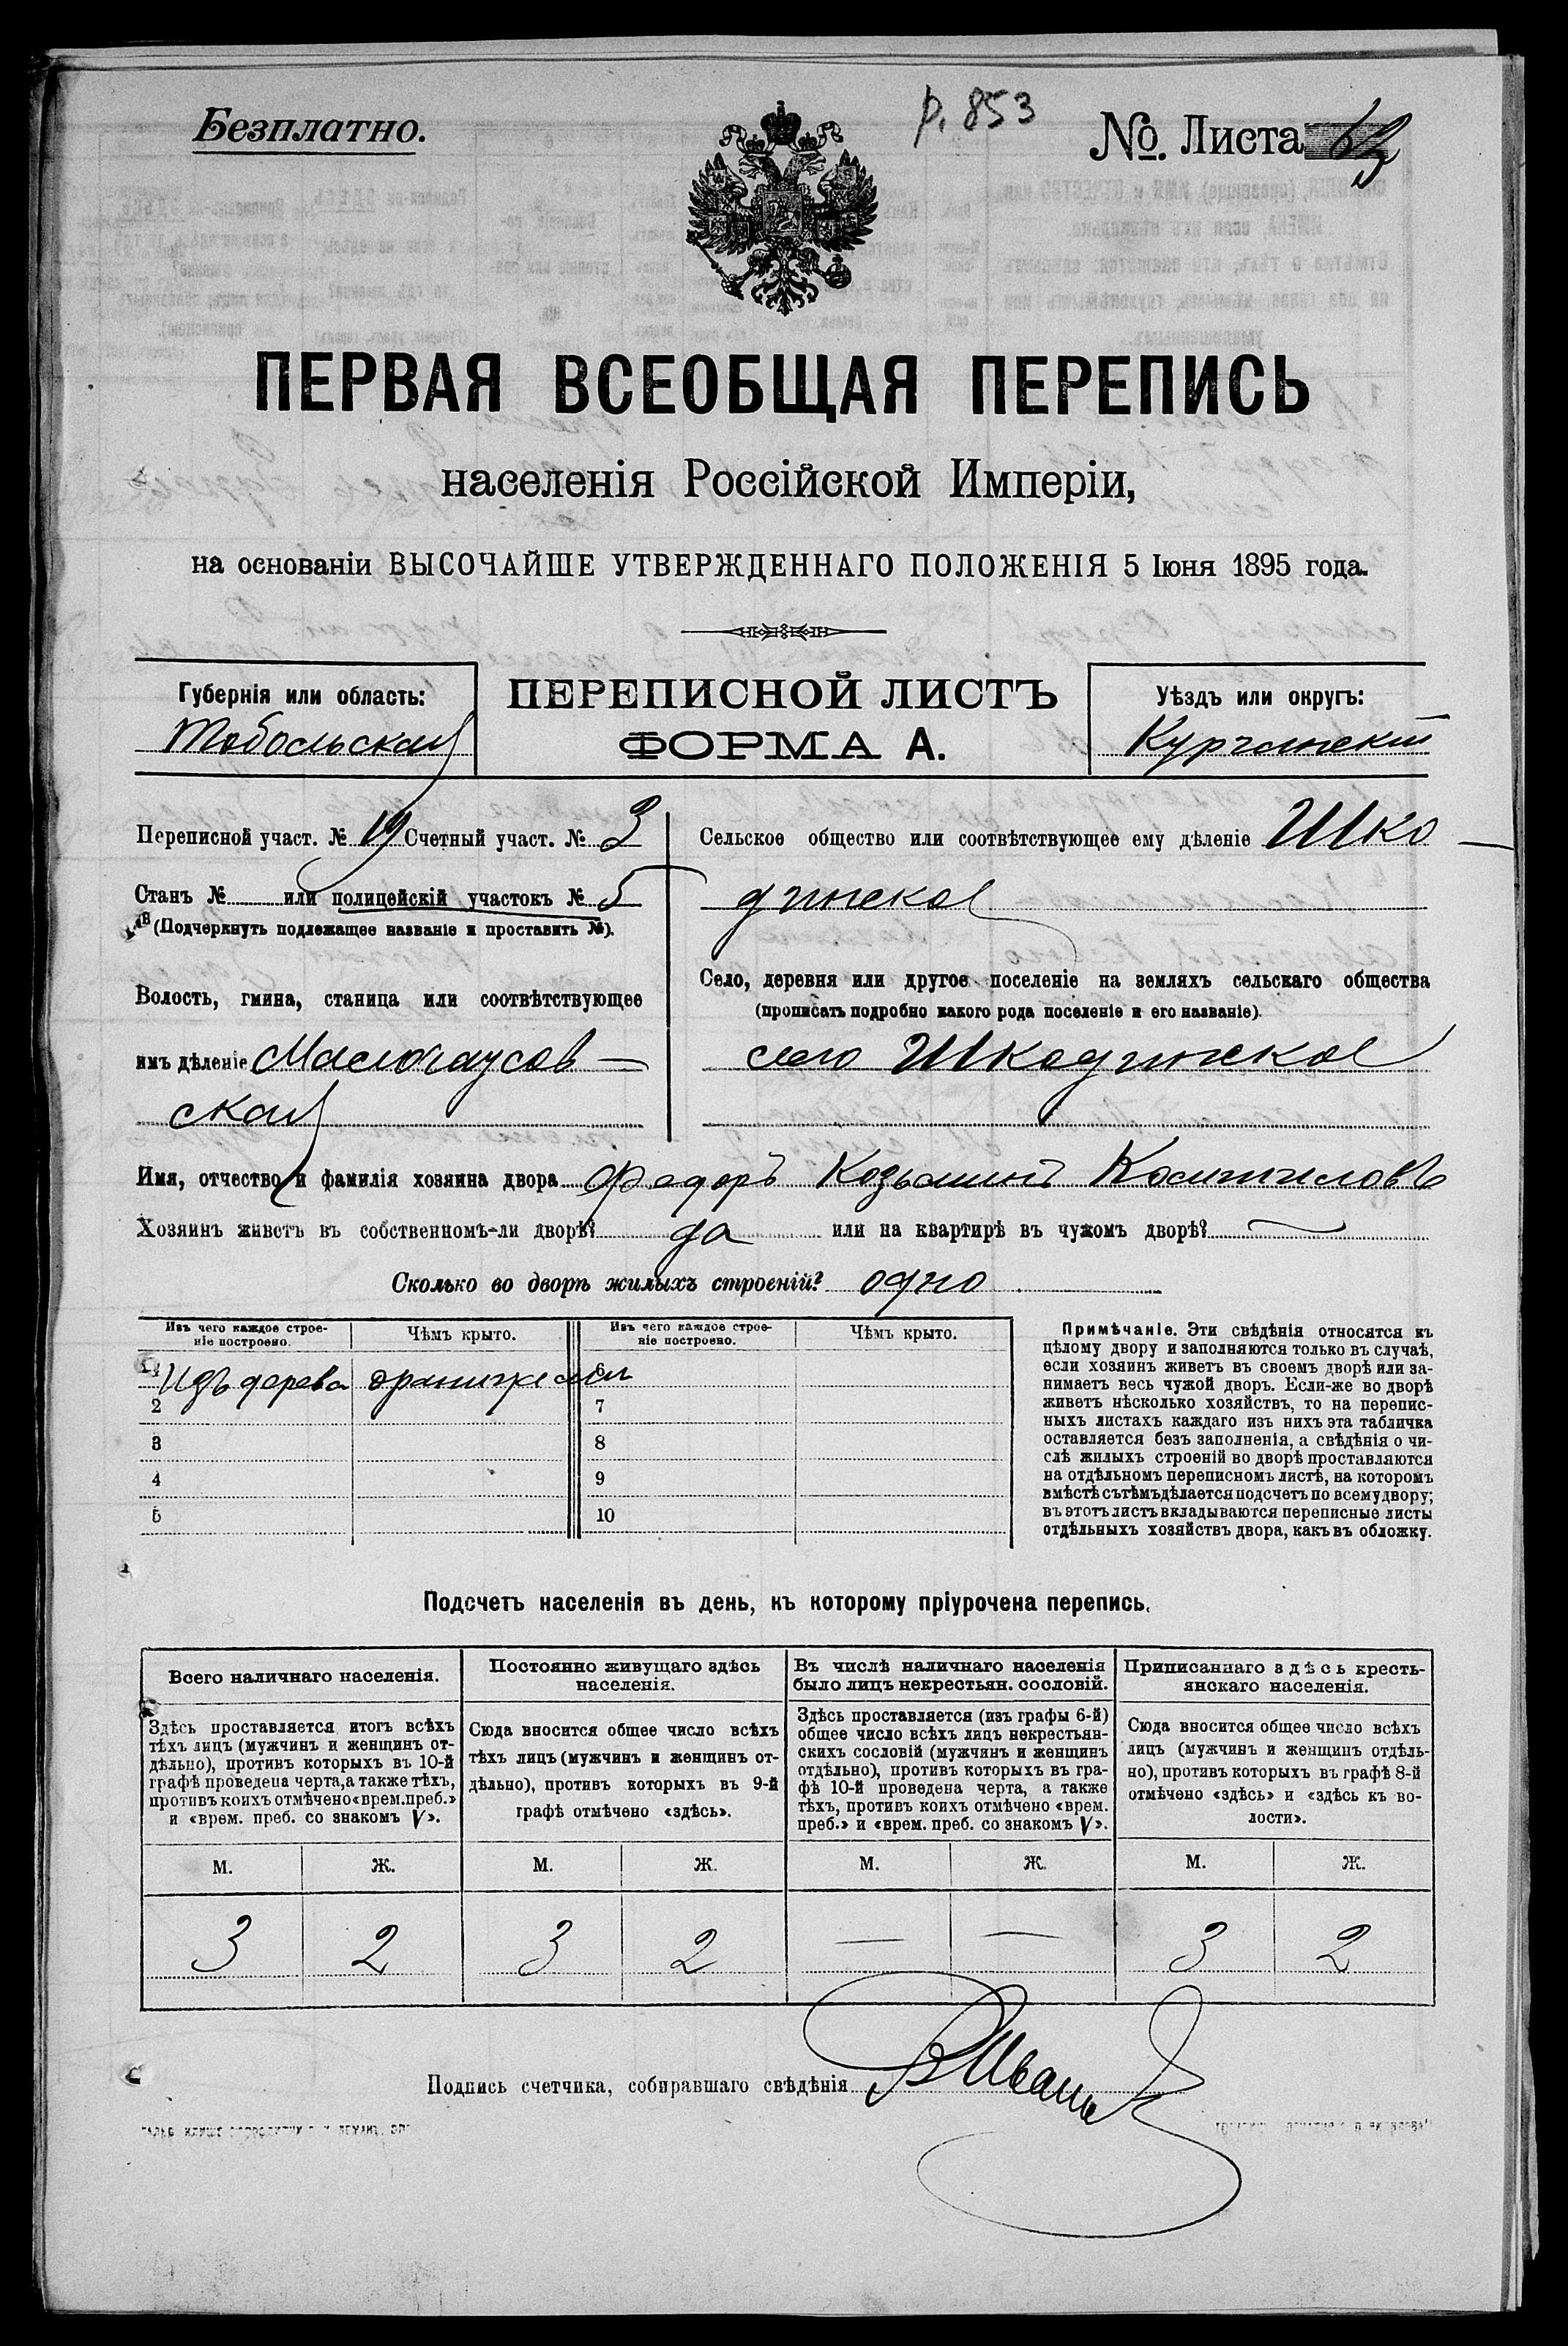 Безплатно.
р. 853
№. Листа
ПЕРВАЯ ВСЕОБЩАЯ ПЕРЕПИСЬ
населенія Россійской Имперіи,
на основаніи ВЫСОЧАЙШЕ УТВЕРЖДЕННАГО ПОЛОЖЕНІЯ 5 Іюня 1895 года.
Губернія или область:
Тобольская
ПЕРЕПИСНОЙ ЛИСТЪ
ФОРМА А.
Уѣздъ или округъ:
Курганскій
Переписной участ. № 19 Счетный участ. № 3
Станъ № или полицейскій участокъ № 5
(Подчеркнуть подлежащее названіе и проставить №).
Волость, гмина, станица или соотвѣтствующее
имъ дѣленіе
ская
Сельское общество или соотвѣтствующее ему дѣленіе Шко
динское
Село, деревня или другое поселеніе на земляхъ сельскаго общества
(прописать подробно какого рода поселеніе и его названіе).
село Шкодинское
Имя, отчество и фамилія хозяина двора Федоръ Козьминъ
Хозяинъ живетъ въ собственномъ-ли дворѣ? да или на квартирѣ въ чужомъ дворѣ? —
Сколько во дворѣ жилыхъ строеній? одно
Изъ чего каждое строе-
ніе построено.
Чѣмъ крыто.
Изъ чего каждое строе-
ніе построено.
Чѣмъ крыто.
1 Изъ дерева 6
2 7
3 8
4 9
5 10
Примѣчаніе. Эти свѣдѣнія относятся къ
цѣлому двору и заполняются только въ случаѣ,
если хозяинъ живетъ въ своемъ дворѣ или за-
нимаетъ весь чужой дворъ. Если-же во дворѣ
живетъ нѣсколько хозяйствъ, то на перепис-
ныхъ листахъ каждаго изъ нихъ эта табличка
оставляется безъ заполненія, а свѣдѣнія о чи-
слѣ жилыхъ строеній во дворѣ проставляются
на отдѣльномъ переписномъ листѣ, на которомъ
вмѣстѣ съ тѣмъ дѣлается подсчетъ по всему двору;
въ этотъ листъ вкладываются переписные листы
отдѣльныхъ хозяйствъ двора, какъ въ обложку.
Подсчетъ населенія въ день, къ которому пріурочена перепись.
Всего наличнаго населенія.
Здѣсь проставляется итогъ всѣхъ
тѣхъ лицъ (мужчинъ и женщинъ от-
дѣльно), противъ которыхъ въ 10-й
графѣ проведена черта, а также тѣхъ,
противъ коихъ отмѣчено «врем. преб.»
и «врем. преб. со знакомъ V».
Постоянно живущаго здѣсь
населенія.
Сюда вносится общее число всѣхъ
тѣхъ лицъ (мужчинъ и женщинъ от-
дѣльно), противъ которыхъ въ 9-й
графѣ отмѣчено «здѣсь».
Въ числѣ наличнаго населенія
было лицъ некрестьян. сословій.
Здѣсь проставляется (изъ графы 6-й)
общее число всѣхъ лицъ некрестьян-
скихъ сословій (мужчинъ и женщинъ
отдѣльно), противъ которыхъ въ гра-
фѣ 10-й проведена черта, а также
тѣхъ, противъ коихъ отмѣчено «врем.
преб.» и «врем. преб. со знакомъ V».
Приписаннаго здѣсь кресть-
янскаго населенія.
Сюда вносится общее число всѣхъ
лицъ (мужчинъ и женщинъ отдѣль-
но), противъ которыхъ въ графѣ 8-й
отмѣчено «здѣсь» и «здѣсь къ во-
лости».
М. Ж. М. Ж. М. Ж. М. Ж.
3 2 3 2 — — 3 2
Подпись счетчика, собиравшаго свѣдѣнія